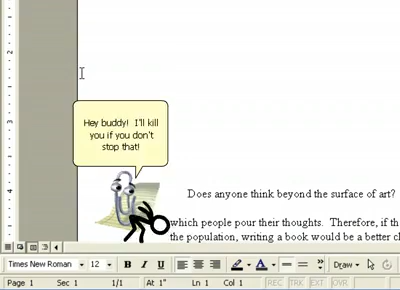 Hey buddy! I'll kill
you if you don't
stop that!
Does anyone think beyond the surface of art?
which people pour their thoughts. Therefore, if th
the population, writing a book would be a better c
Times New Roman 12 B I U A Draw
Page 1 Sec 1 1/1 At 1" Ln 1 Col 1 REC TRK EXT OVR